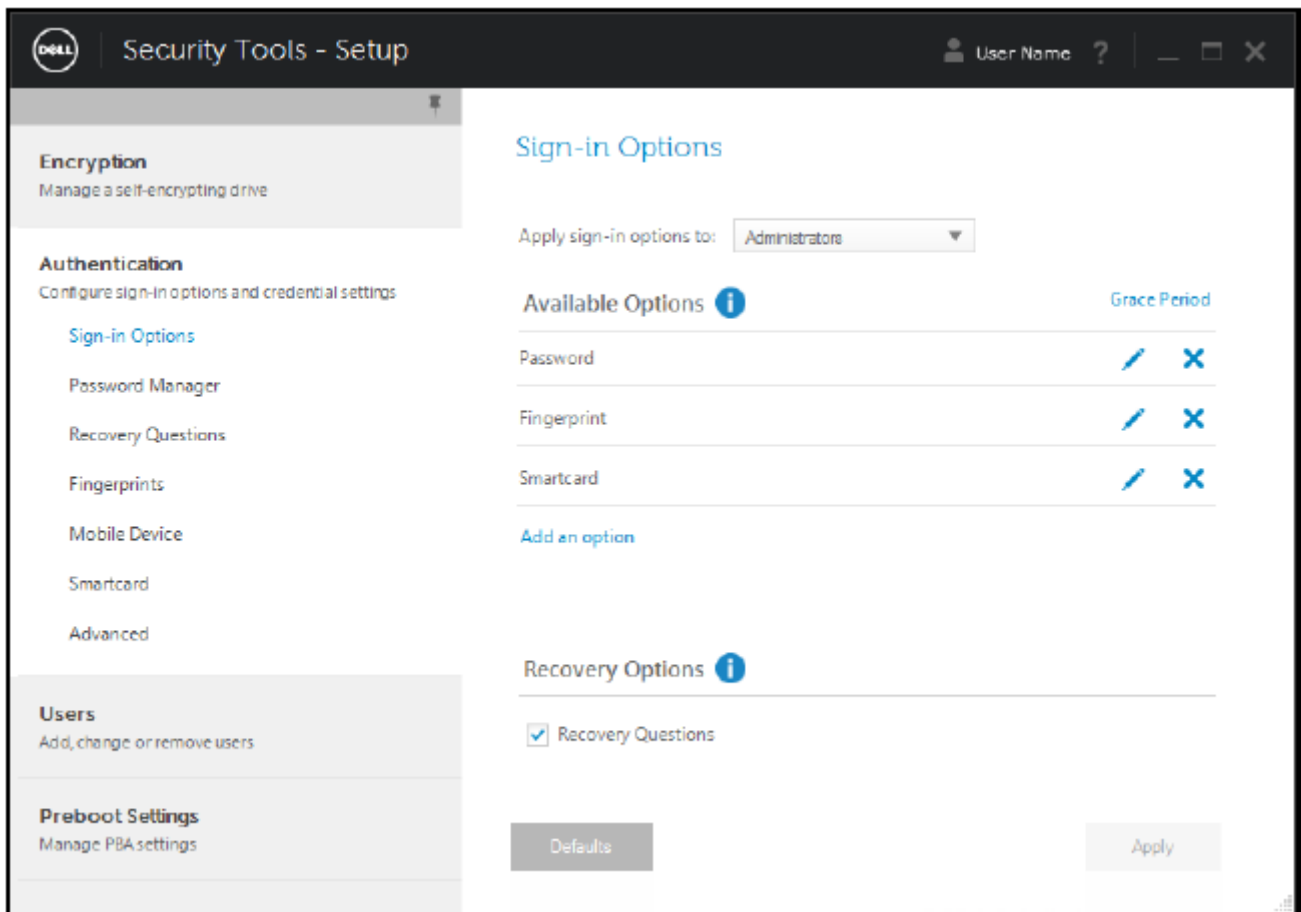 DELL
Security Tools - Setup
User Name ?
Encryption
Manage a self-encrypting drive
Authentication
Configure sign-in options and credential settings
Sign-in Options
Password Manager
Recovery Questions
Fingerprints
Mobile Device
Smartcard
Advanced
Users
Add, change or remove users
Preboot Settings
Manage PBA settings
Sign-in Options
Apply sign-in options to: Administrators
Available Options i
Grace Period
Password
Fingerprint
Smartcard
Add an option
Recovery Options i
Recovery Questions
Defaults
Apply